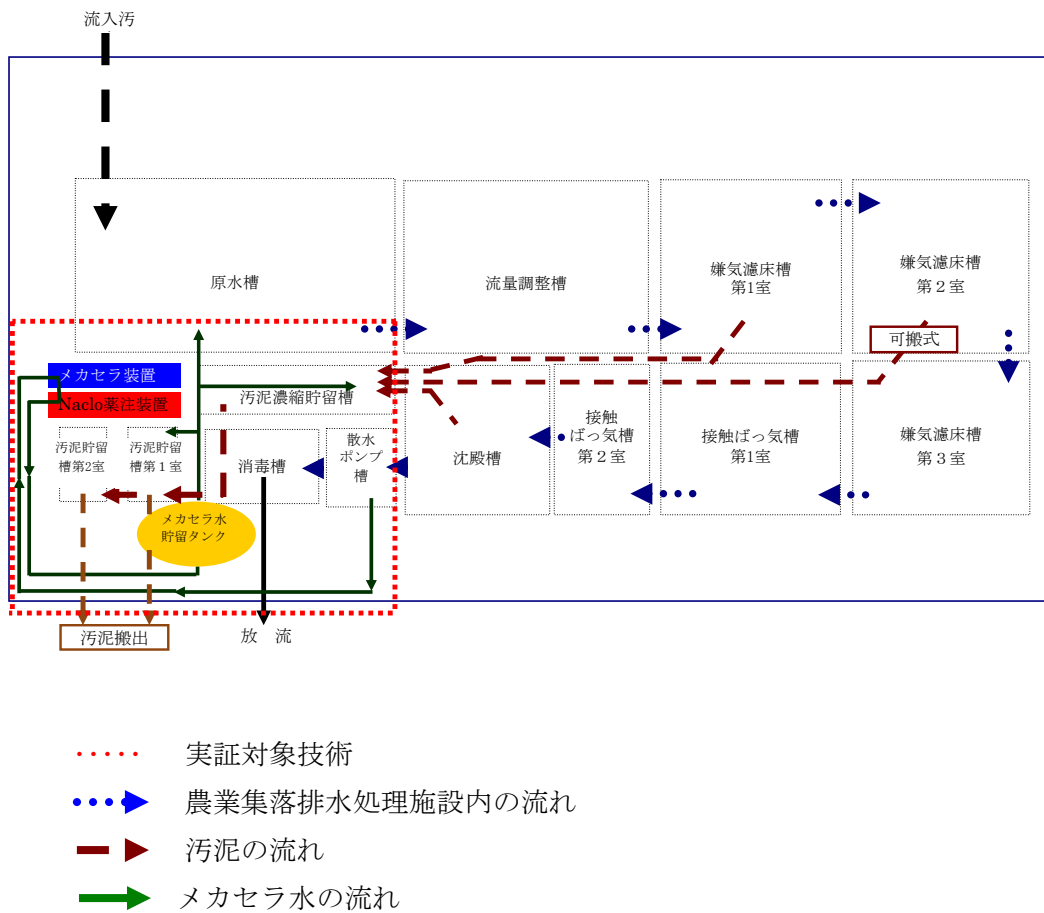 流入汚
原水槽
流量調整槽
嫌気濾床槽
第1室
嫌気濾床槽
第２室
可搬式
メカセラ装置
Naclo薬注装置
汚泥濃縮貯留槽
汚泥貯留
槽第2室
汚泥貯留
槽第１室
消毒槽
散水
ポンプ
槽
沈殿槽
接触
ばっ気槽
第２室
接触ばっ気槽
第1室
嫌気濾床槽
第３室
メカセラ水
貯留タンク
汚泥搬出
放　流
実証対象技術
農業集落排水処理施設内の流れ
汚泥の流れ
メカセラ水の流れ